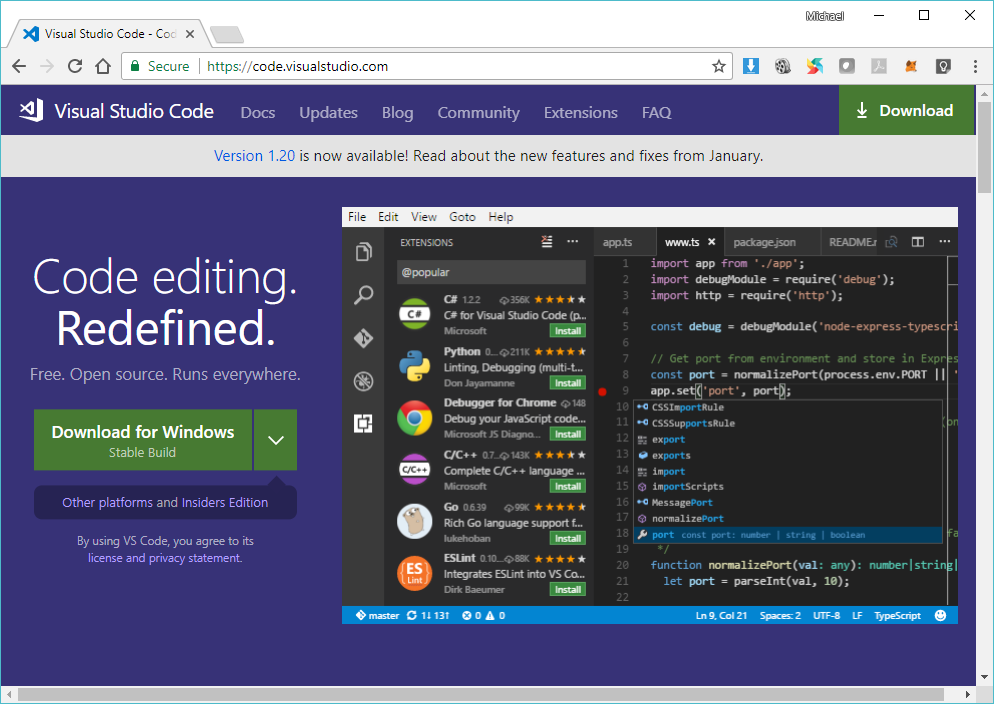 Michael
Visual Studio Code - Cod
Secure https://code.visualstudio.com
Visual Studio Code Docs Updates Blog Community Extensions FAQ Download
Version 1.20 is now available! Read about the new features and fixes from January.
Code editing.
Redefined.
Free. Open source. Runs everywhere.
Download for Windows
Stable Build
Other platforms and Insiders Edition
By using VS Code, you agree to its
license and privacy statement.
File Edit View Goto Help
EXTENSIONS
@popular
C# 1.2.2 356K
C# for Visual Studio Code (p...
Microsoft Install
Python 0... 211K
Linting, Debugging (multi-t...
Don Jayamanne Install
Debugger for Chrome 148
Debug your JavaScript code...
Microsoft JS Diagno... Install
C/C++ 0.7... 143K
Complete C/C++ language ...
Microsoft Install
Go 0.6.39 99K
Rich Go language support f...
lukehoban Install
ESLint 0.10... 88K
Integrates ESLint into VS Co...
Dirk Baeumer Install
C#
C/C++
ES
Lint
app.ts www.ts package.json README.r
1 import app from './app';
2 import debugModule = require('debug');
3 import http = require('http');
4
5 const debug = debugModule('node-express-typescri
6
7 // Get port from environment and store in Expres
8 const port = normalizePort(process.env.PORT || '
9 app.set('port', port);
10 CSSImportRule
11 CSSSupportsRule (on
12 export
13 exports
14 import
15 importScripts
16 MessagePort
17 normalizePort
18 port const port: number | string | boolean fa
19 */
20 function normalizePort(val: any): number|string|
21 let port = parseInt(val, 10);
22
master 1↓ 13↑ 0 0 Ln 9, Col 21 Spaces: 2 UTF-8 LF TypeScript